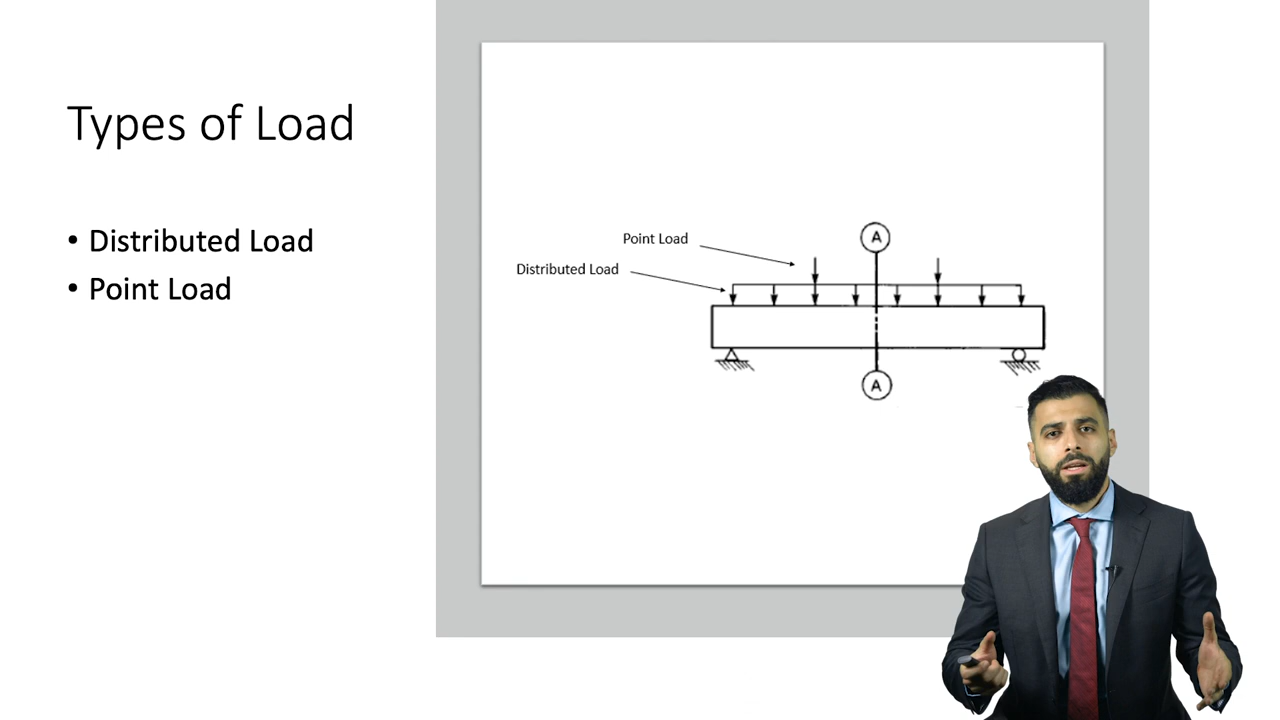 Types of Load
• Distributed Load
• Point Load
Point Load
Distributed Load
A
A